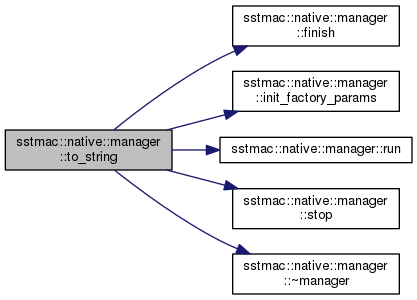 sstmac::native::manager
::finish
sstmac::native::manager
::init_factory_params
sstmac::native::manager
::to_string
sstmac::native::manager::run
sstmac::native::manager
::stop
sstmac::native::manager
::~manager